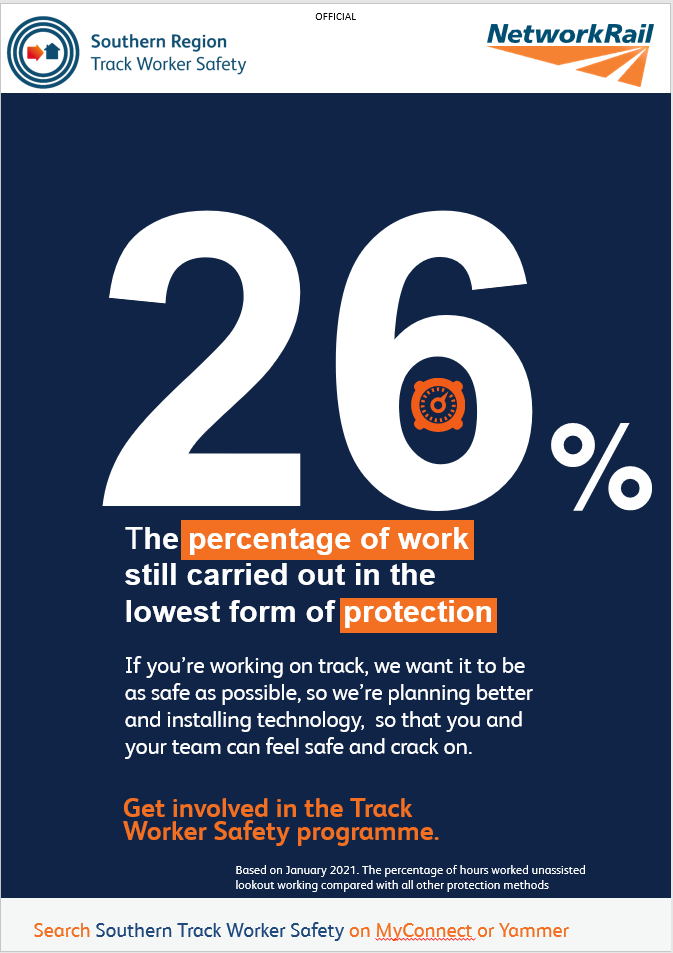 OFFICIAL
Southern Region
Track Worker Safety
NetworkRail
26%
The percentage of work
still carried out in the
lowest form of protection
If you’re working on track, we want it to be
as safe as possible, so we’re planning better
and installing technology,  so that you and
your team can feel safe and crack on.
Get involved in the Track
Worker Safety programme.
Based on January 2021. The percentage of hours worked unassisted
lookout working compared with all other protection methods
Search Southern Track Worker Safety on MyConnect or Yammer